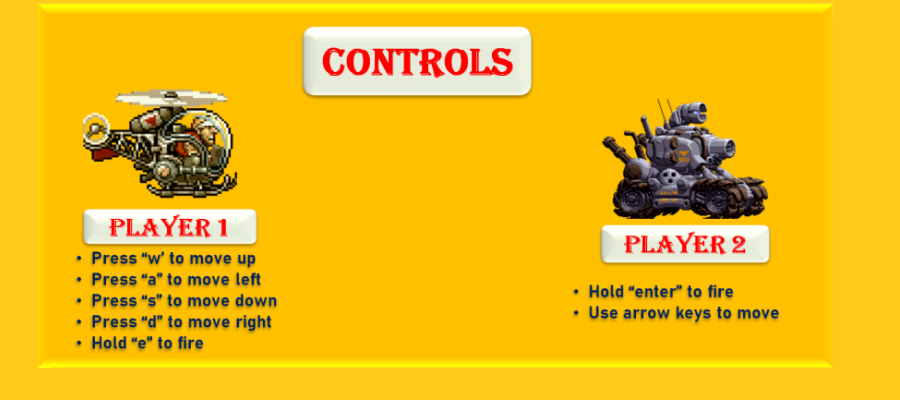 CONTROLS
PLAYER 1
• Press “w’ to move up
• Press “a” to move left
• Press “s” to move down
• Press “d” to move right
• Hold “e” to fire
PLAYER 2
• Hold “enter” to fire
• Use arrow keys to move